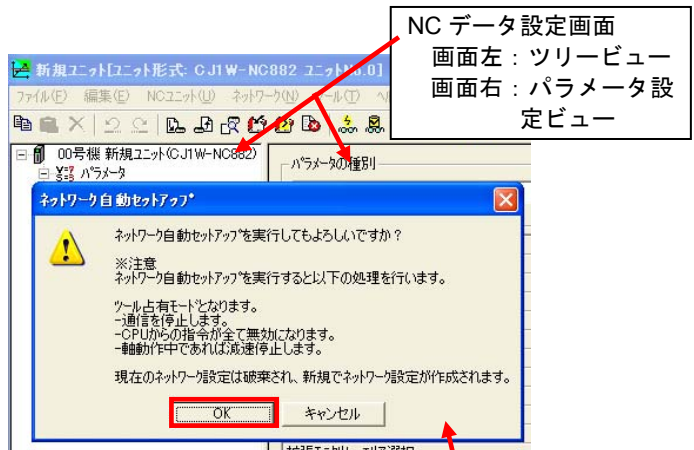 NC データ設定画面
画面左：ツリービュー
画面右：パラメータ設
定ビュー
新規ユニット[ユニット形式: CJ1W-NC882 ユニットNo.0]
ファイル(F) 編集(E) NCユニット(U) ネットワーク(N) ツール(T)
00号機 新規ユニット(CJ1W-NC882)
パラメータの種別
パラメータ
ネットワーク自動セットアップ
ネットワーク自動セットアップを実行してもよろしいですか？
※注意
ネットワーク自動セットアップを実行すると以下の処理を行います。
ツール占有モードとなります。
-通信を停止します。
-CPUからの指令が全て無効になります。
-軸動作中であれば減速停止します。
現在のネットワーク設定は破棄され、新規でネットワーク設定が作成されます。
OK キャンセル